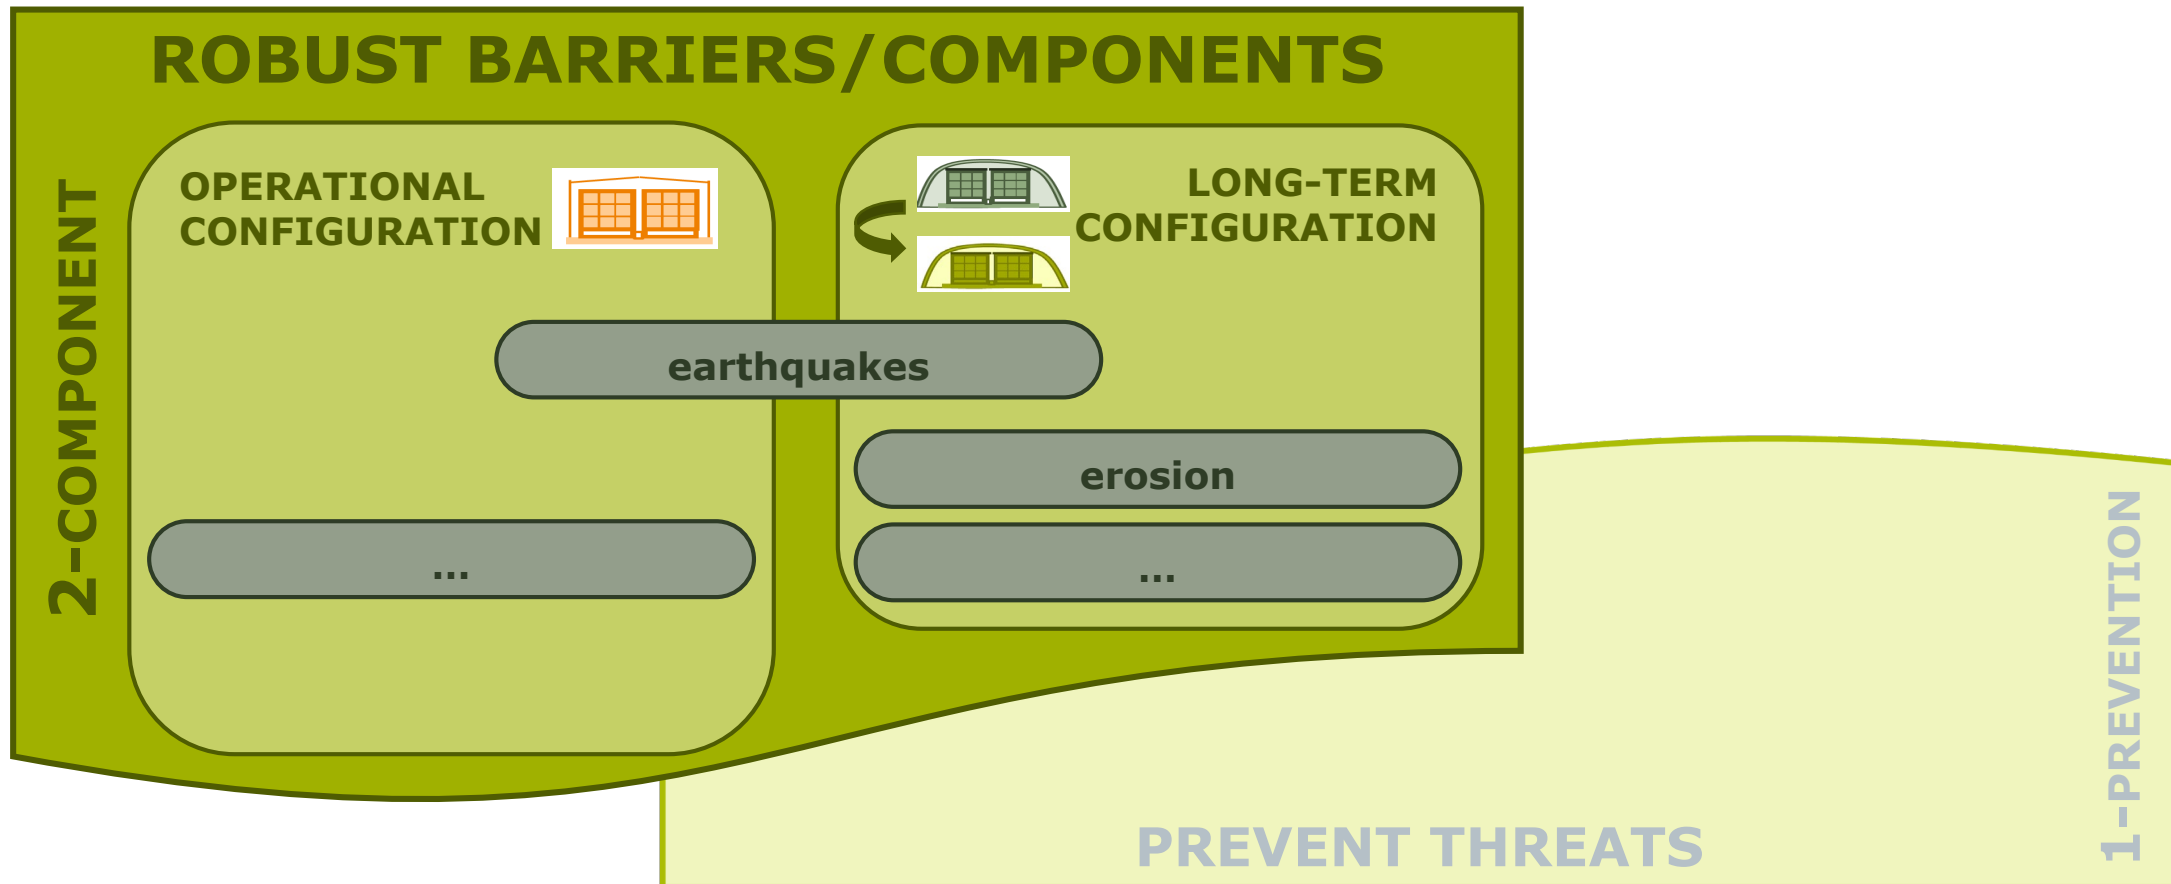 ROBUST BARRIERS/COMPONENTS
2-COMPONENT
OPERATIONAL
CONFIGURATION
LONG-TERM
CONFIGURATION
earthquakes
erosion
...
...
1-PREVENTION
PREVENT THREATS